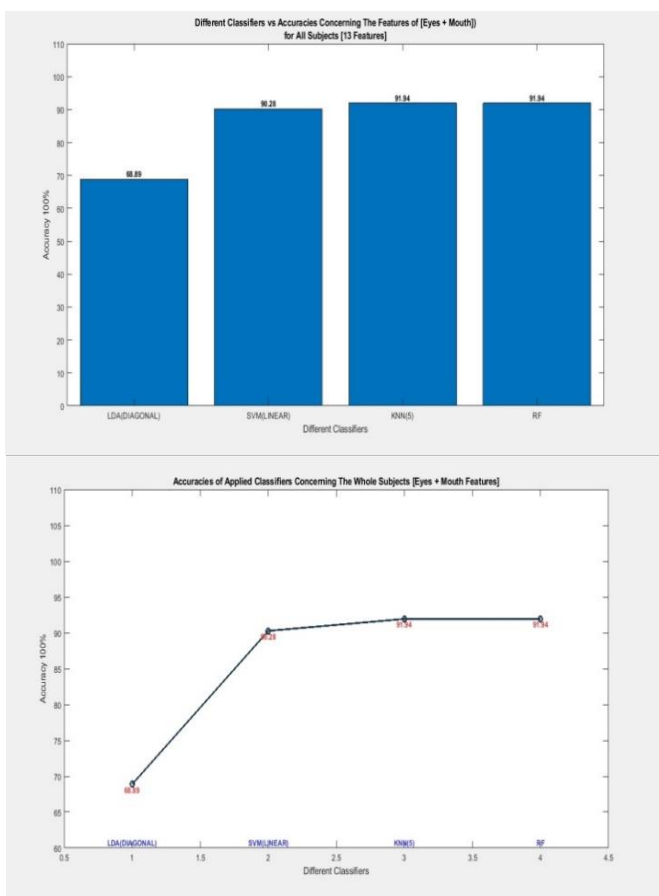 Different Classifiers vs Accuracies Concerning The Features of [Eyes + Mouth])
for All Subjects [13 Features]
110
100
90
80
70
60
50
40
30
20
10
0
Accuracy 100%
68.89
90.28
91.94
91.94
LDA(DIAGONAL)
SVM(LINEAR)
KNN(5)
RF
Different Classifiers
Accuracies of Applied Classifiers Concerning The Whole Subjects [Eyes + Mouth Features]
110
105
100
95
90
85
80
75
70
65
60
Accuracy 100%
68.89
90.28
91.94
91.94
LDA(DIAGONAL)
SVM(LINEAR)
KNN(5)
RF
0.5
1
1.5
2
2.5
3
3.5
4
4.5
Different Classifiers